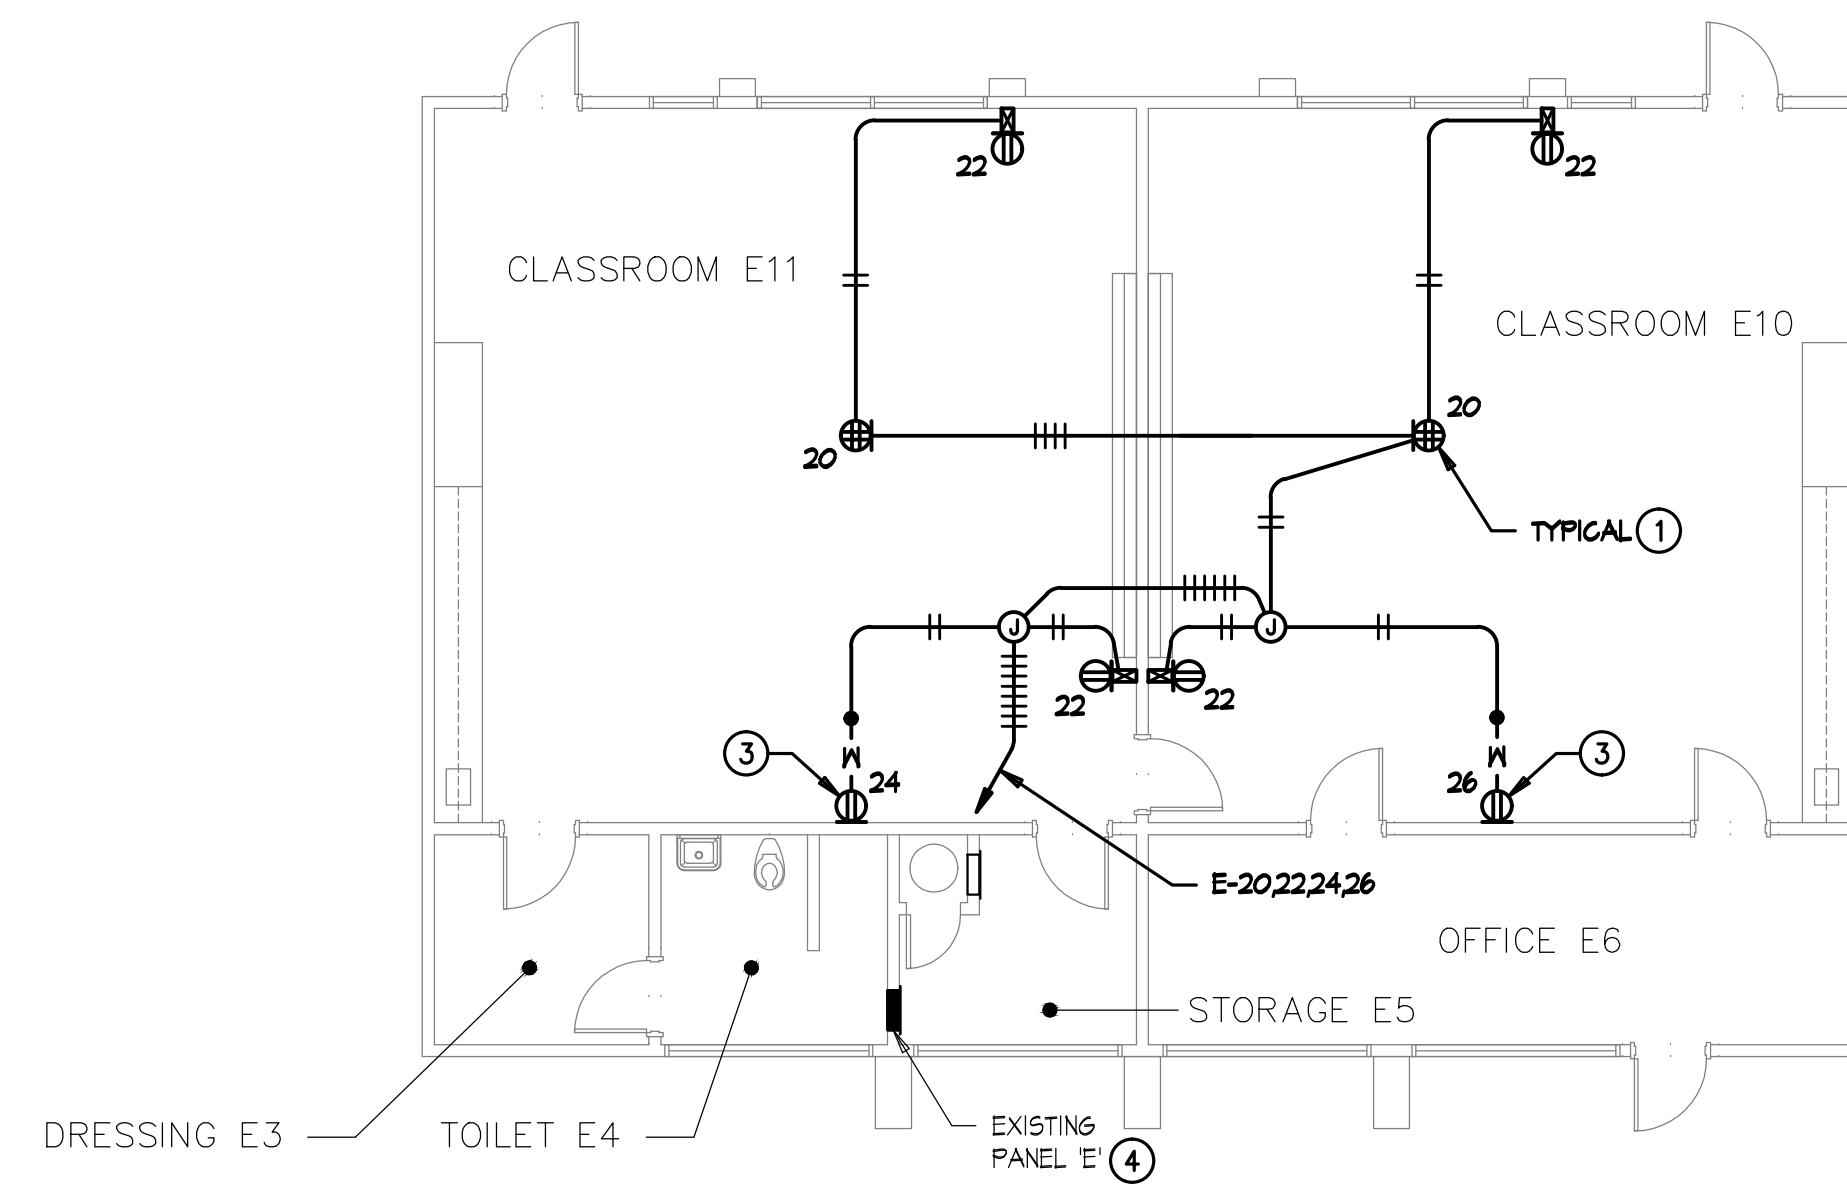 22
22
CLASSROOM E11
CLASSROOM E10
20
20
TYPICAL 1
J
J
22
22
3
W
24
26
W
3
E-20,22,24,26
OFFICE E6
STORAGE E5
DRESSING E3
TOILET E4
EXISTING
PANEL 'E' 4